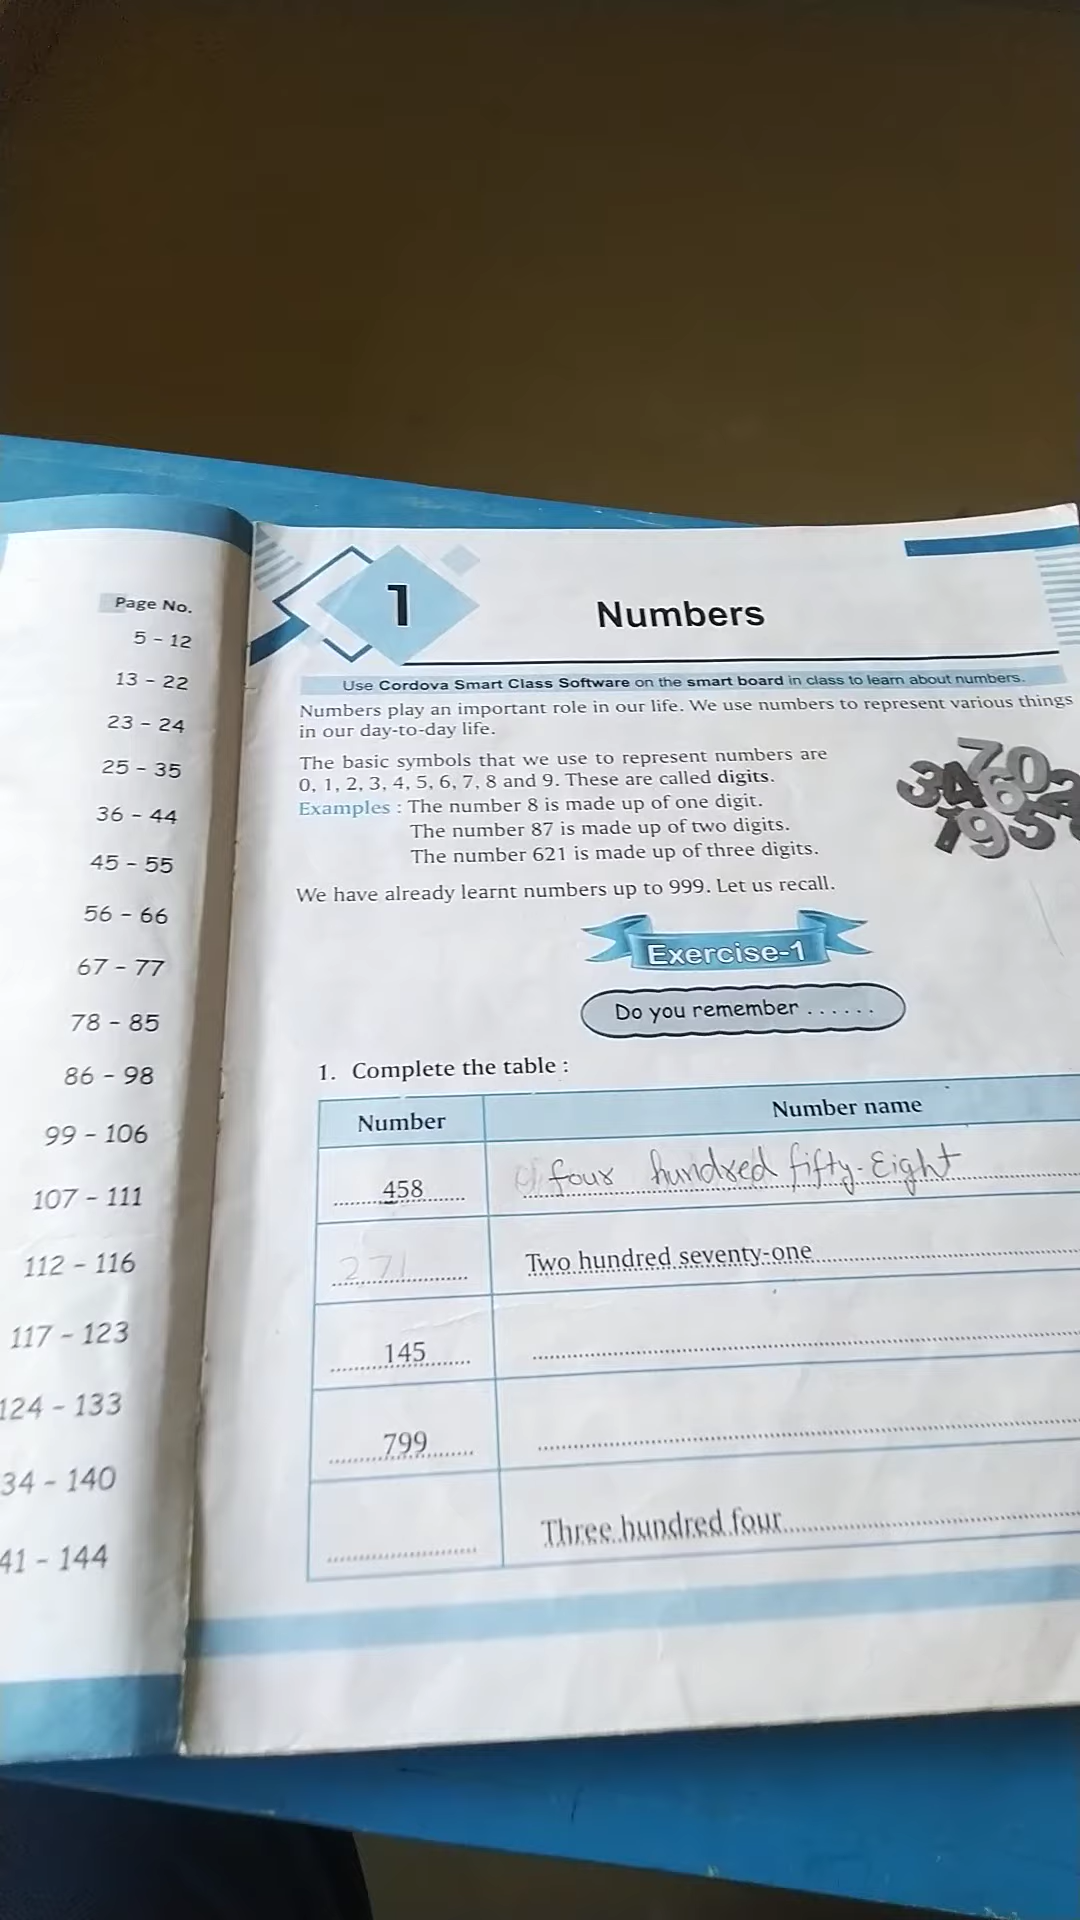 Page No.
5 - 12
13 - 22
23 - 24
25 - 35
36 - 44
45 - 55
56 - 66
67 - 77
78 - 85
86 - 98
99 - 106
107 - 111
112 - 116
117 - 123
124 - 133
34 - 140
41 - 144
1
Numbers
Use Cordova Smart Class Software on the smart board in class to learn about numbers.
Numbers play an important role in our life. We use numbers to represent various things
in our day-to-day life.
The basic symbols that we use to represent numbers are
0, 1, 2, 3, 4, 5, 6, 7, 8 and 9. These are called digits.
Examples : The number 8 is made up of one digit.
The number 87 is made up of two digits.
The number 621 is made up of three digits.
We have already learnt numbers up to 999. Let us recall.
Exercise-1
Do you remember ......
1. Complete the table :
Number Number name
458 four hundred fifty-Eight
271 Two hundred seventy-one
145
799
Three hundred four